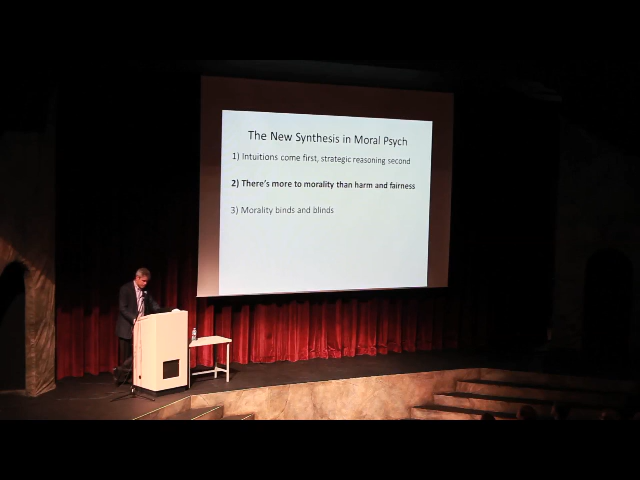 The New Synthesis in Moral Psych
1) Intuitions come first, strategic reasoning second
2) There's more to morality than harm and fairness
3) Morality binds and blinds